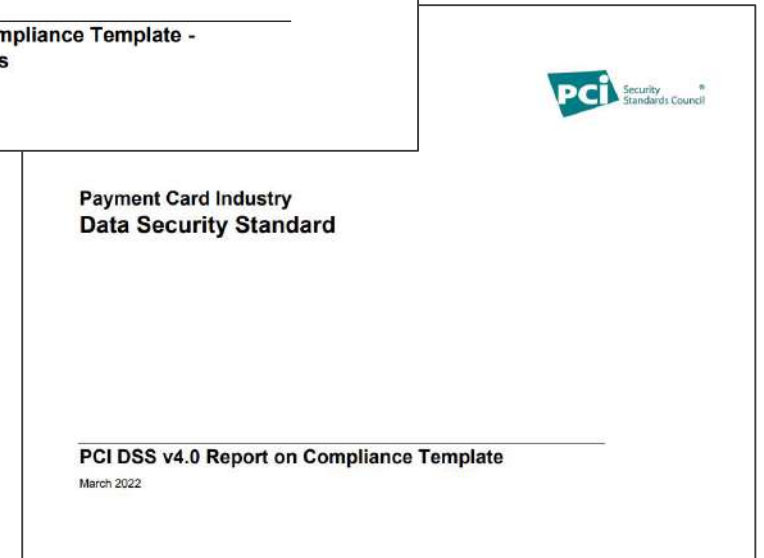 mpliance Template -
s
PCI Security
Standards Council
®
Payment Card Industry
Data Security Standard
PCI DSS v4.0 Report on Compliance Template
March 2022